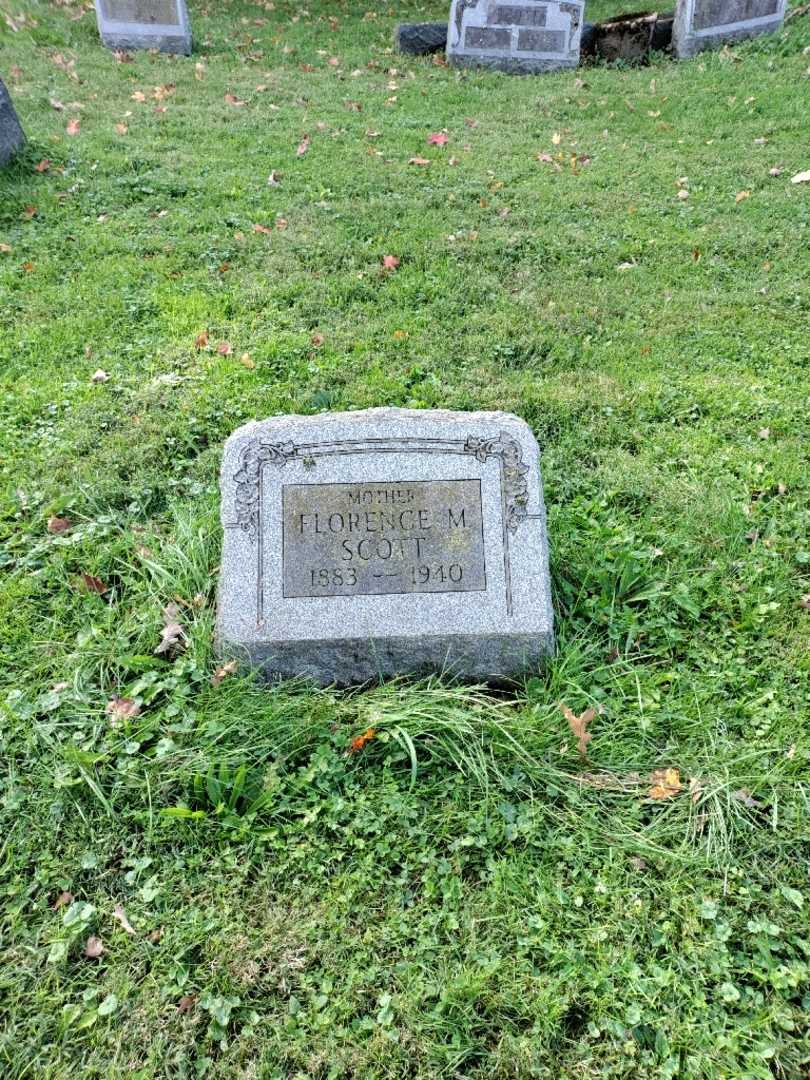 MOTHER
FLORENCE M.
SCOTT
1883 -- 1940